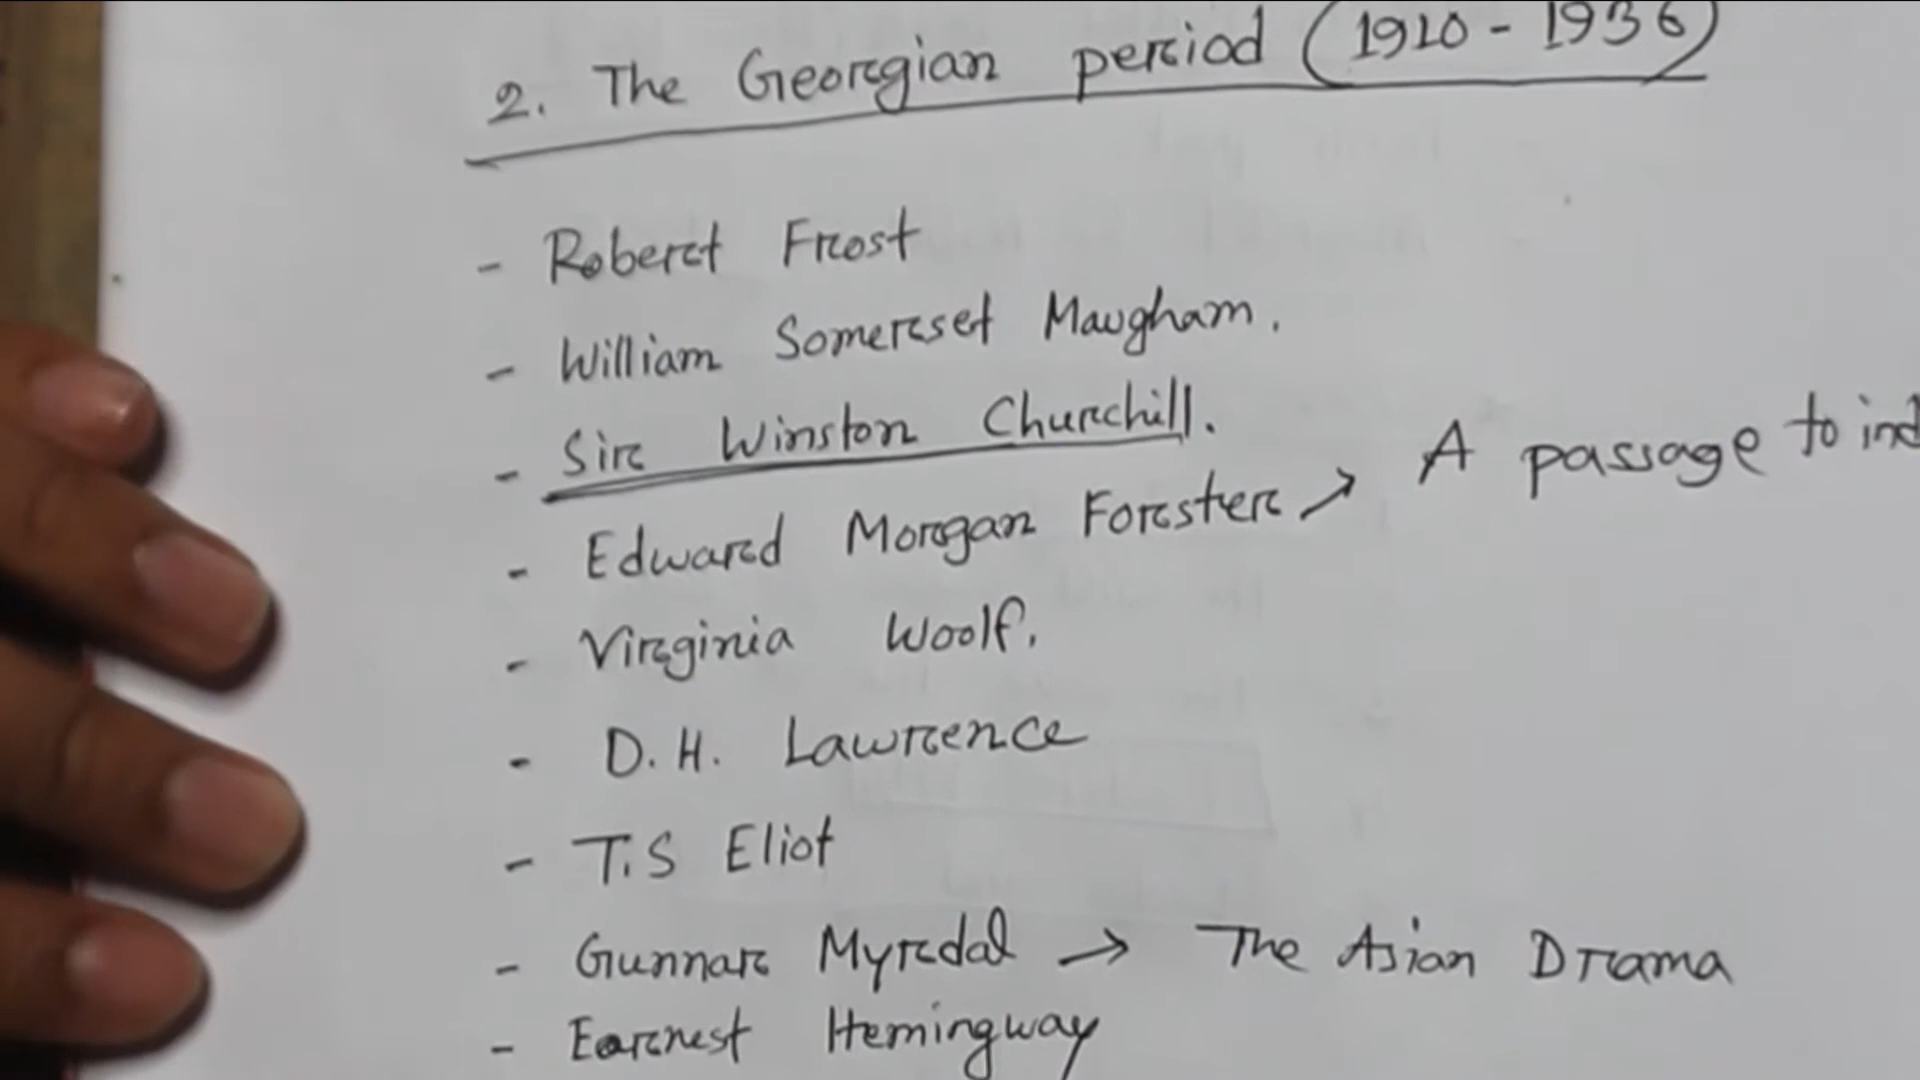 2. The Georgian period (1910 - 1936)
- Robert Frost
- William Somerset Maugham.
- Sir Winston Churchill.
- Edward Morgan Forster → A passage to ind
- Virginia Woolf.
- D. H. Lawrence
- T.S Eliot
- Gunnar Myrdal → The Asian Drama
- Earnest Hemingway